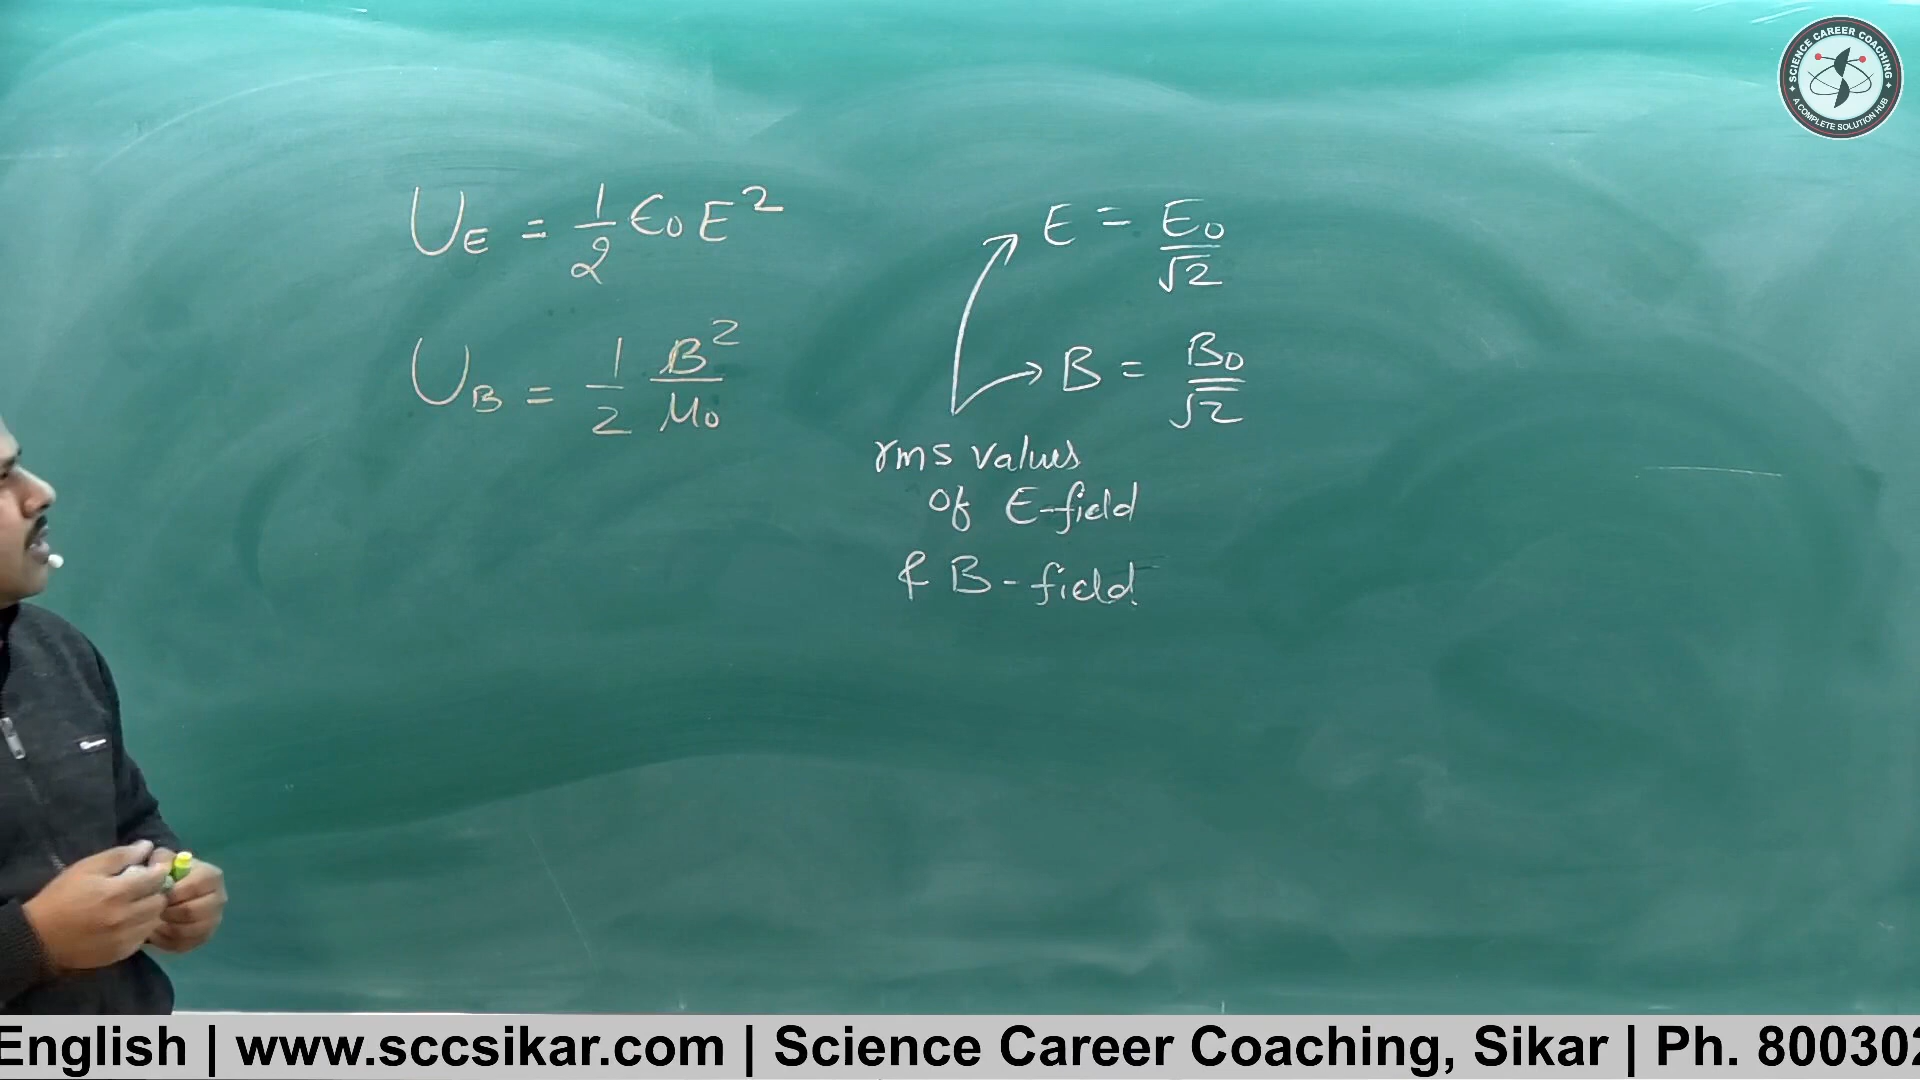 U_E = 1/2 ϵ₀ E²
U_B = 1/2 B²/μ₀
E = E₀/√2
B = B₀/√2
rms values
of E-field
& B-field
SCIENCE CAREER COACHING
A COMPLETE SOLUTION HUB
English | www.sccsikar.com | Science Career Coaching, Sikar | Ph. 800302